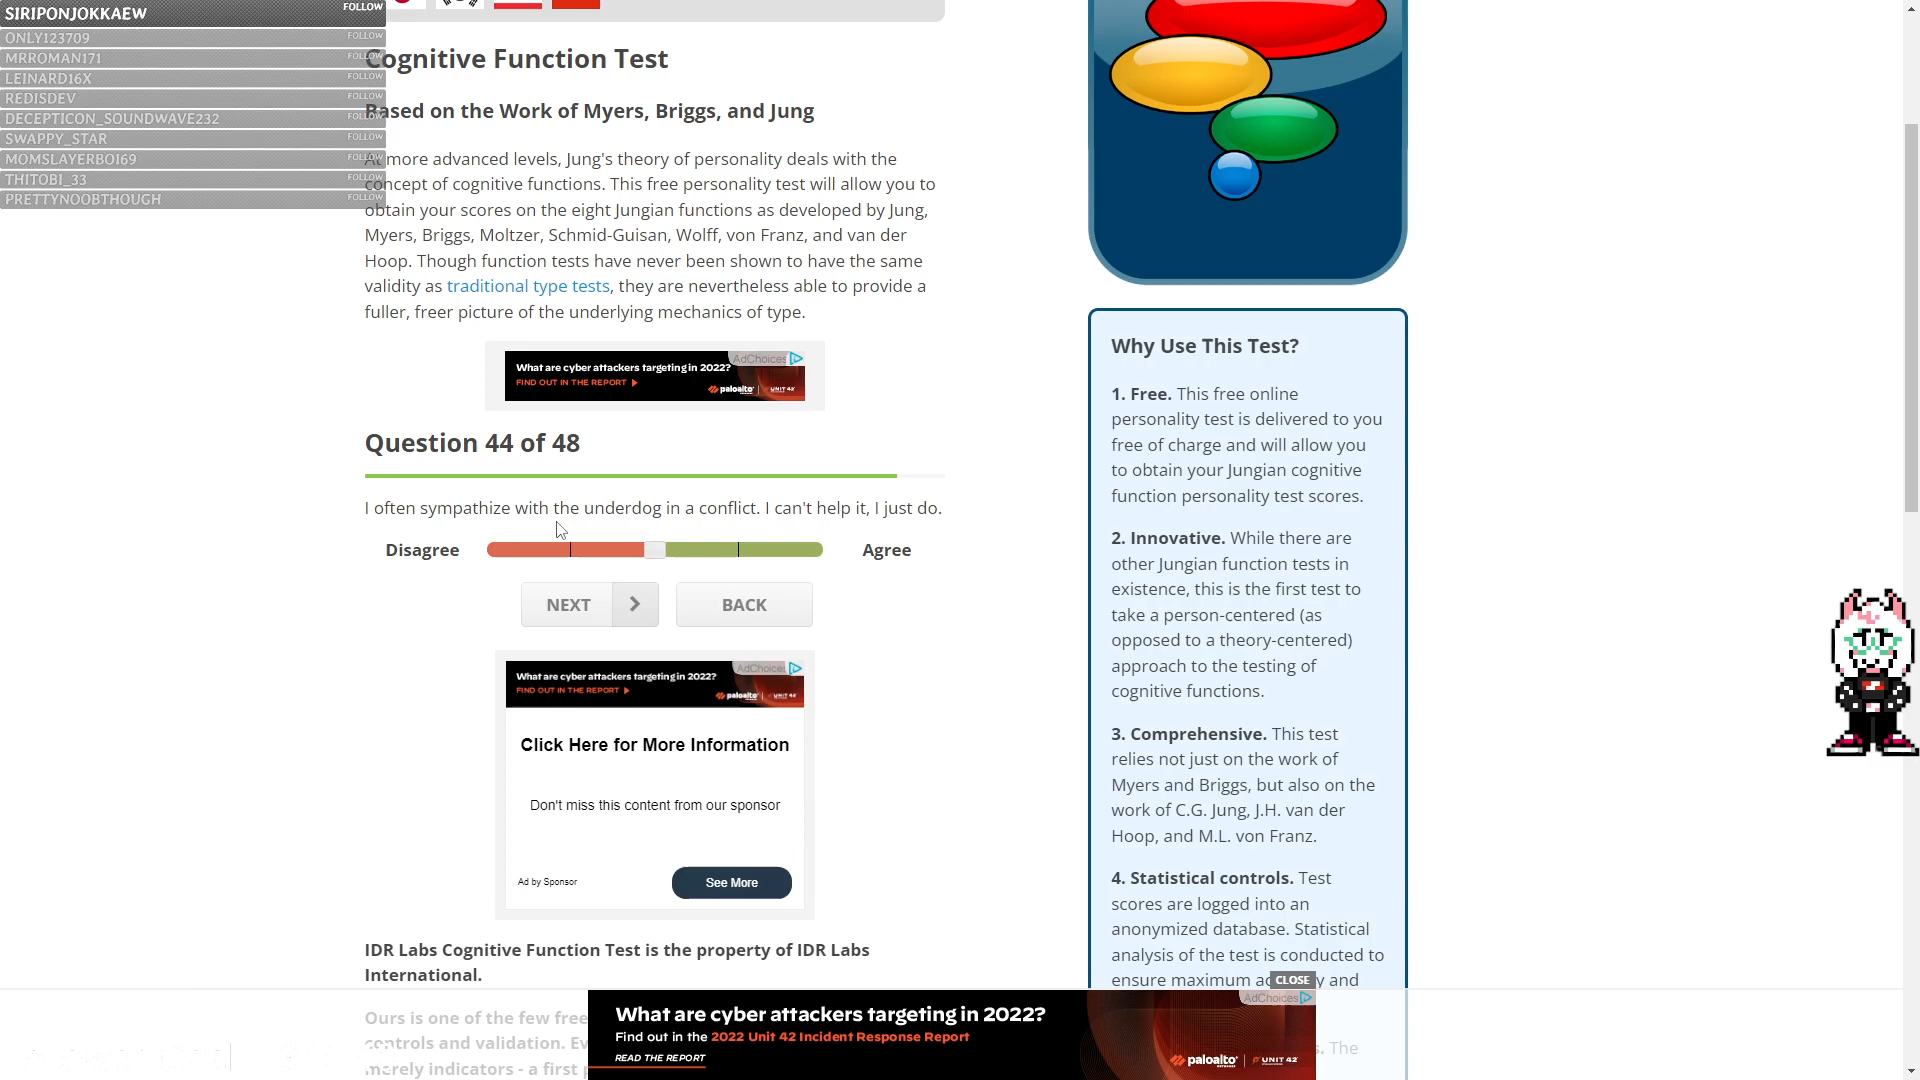 SIRIPONJOKKAEW FOLLOW
ONLY123709 FOLLOW
MRROMAN171 FOLLOW
LEINARD16X FOLLOW
REDISDEV FOLLOW
DECEPTICON_SOUNDWAVE232 FOLLOW
SWAPPY_STAR FOLLOW
MOMSLAYERBOI69 FOLLOW
THITOBI_33 FOLLOW
PRETTYNOOBTHOUGH FOLLOW
Cognitive Function Test
Based on the Work of Myers, Briggs, and Jung
At more advanced levels, Jung's theory of personality deals with the
concept of cognitive functions. This free personality test will allow you to
obtain your scores on the eight Jungian functions as developed by Jung,
Myers, Briggs, Moltzer, Schmid-Guisan, Wolff, von Franz, and van der
Hoop. Though function tests have never been shown to have the same
validity as traditional type tests, they are nevertheless able to provide a
fuller, freer picture of the underlying mechanics of type.
AdChoices
What are cyber attackers targeting in 2022?
FIND OUT IN THE REPORT
paloalto UNIT 42
Question 44 of 48
I often sympathize with the underdog in a conflict. I can't help it, I just do.
Disagree Agree
NEXT BACK
AdChoices
What are cyber attackers targeting in 2022?
FIND OUT IN THE REPORT
paloalto UNIT 42
Click Here for More Information
Don't miss this content from our sponsor
Ad by Sponsor See More
IDR Labs Cognitive Function Test is the property of IDR Labs
International.
Ours is one of the few free
controls and validation.
merely indicators - a first
Why Use This Test?
1. Free. This free online
personality test is delivered to you
free of charge and will allow you
to obtain your Jungian cognitive
function personality test scores.
2. Innovative. While there are
other Jungian function tests in
existence, this is the first test to
take a person-centered (as
opposed to a theory-centered)
approach to the testing of
cognitive functions.
3. Comprehensive. This test
relies not just on the work of
Myers and Briggs, but also on the
work of C.G. Jung, J.H. van der
Hoop, and M.L. von Franz.
4. Statistical controls. Test
scores are logged into an
anonymized database. Statistical
analysis of the test is conducted to
ensure maximum and
The
CLOSE
AdChoices
What are cyber attackers targeting in 2022?
Find out in the 2022 Unit 42 Incident Response Report
READ THE REPORT
paloalto NETWORKS UNIT 42